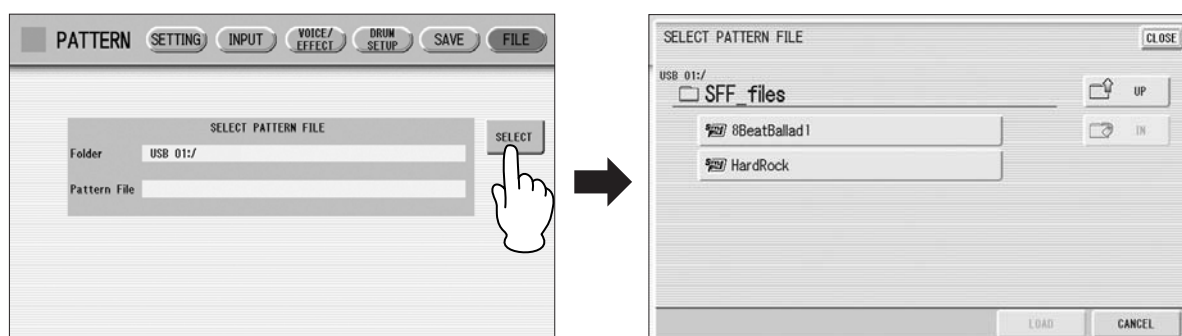 PATTERN SETTING INPUT VOICE/EFFECT DRUM SETUP SAVE FILE
SELECT PATTERN FILE
Folder USB 01:/
Pattern File
SELECT
SELECT PATTERN FILE CLOSE
USB 01:/
SFF_files
UP
8BeatBallad1
IN
HardRock
LOAD CANCEL